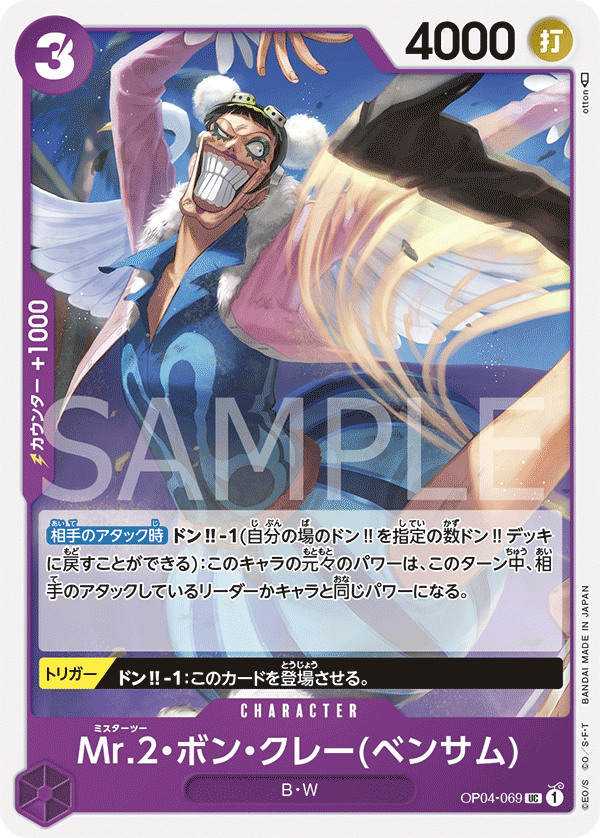 3
4000 打
otton
カウンター +1000
SAMPLE
相手のアタック時 ドン!!-1(自分の場のドン!!を指定の数ドン!!デッキ
に戻すことができる):このキャラの元々のパワーは、このターン中、相
手のアタックしているリーダーかキャラと同じパワーになる。
トリガー ドン!!-1:このカードを登場させる。
CHARACTER
ミスターツー
Mr.2・ボン・クレー(ベンサム)
B・W
OP04-069 UC 1
©E.O/S ©O/S・F・T BANDAI MADE IN JAPAN